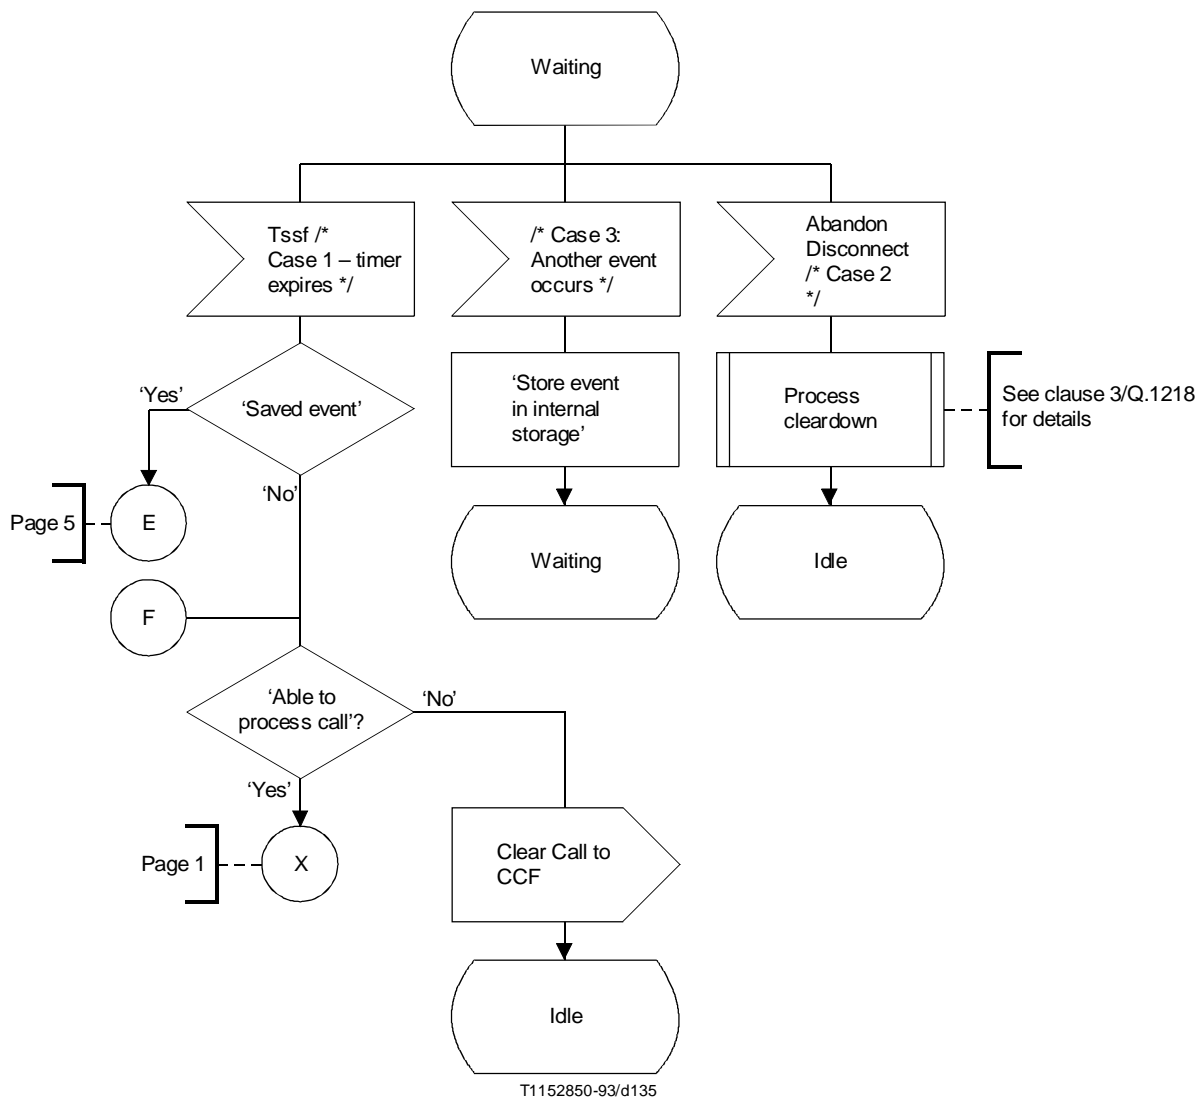 Waiting
Tssf /*
Case 1 – timer
expires */
/* Case 3:
Another event
occurs */
Abandon
Disconnect
/* Case 2
*/
‘Yes’
‘Saved event’
‘Store event
in internal
storage’
Process
cleardown
See clause 3/Q.1218
for details
‘No’
Page 5
E
Waiting
Idle
F
‘Able to
process call’?
‘No’
‘Yes’
Page 1
X
Clear Call to
CCF
Idle
T1152850-93/d135